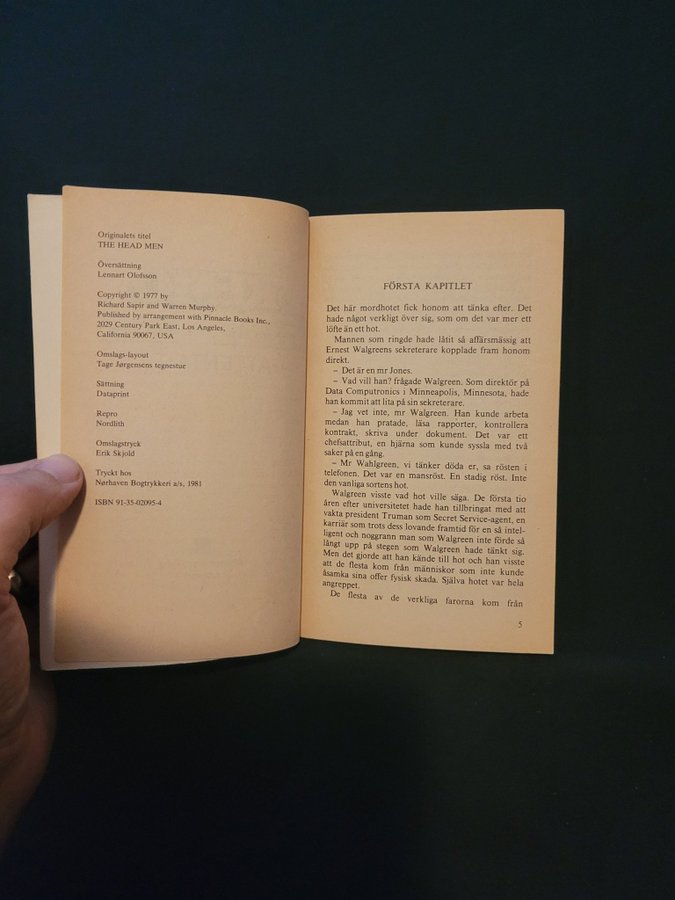 Originalets titel
THE HEAD MEN
Översättning
Lennart Olofsson
Copyright © 1977 by
Richard Sapir and Warren Murphy.
Published by arrangement with Pinnacle Books Inc.,
2029 Century Park East, Los Angeles,
California 90067, USA
Omslags-layout
Tage Jørgensens tegnestue
Sättning
Dataprint
Repro
Nordlith
Omslagstryck
Erik Skjold
Tryckt hos
Nørhaven Bogtrykkeri a/s, 1981
ISBN 91-35-02095-4
FÖRSTA KAPITLET
Det här mordhotet fick honom att tänka efter. Det
hade något verkligt över sig, som om det var mer ett
löfte än ett hot.
Mannen som ringde hade låtit så affärsmässig att
Ernest Walgreens sekreterare kopplade fram honom
direkt.
– Det är en mr Jones.
– Vad vill han? frågade Walgreen. Som direktör på
Data Computronics i Minneapolis, Minnesota, hade
han kommit att lita på sin sekreterare.
– Jag vet inte, mr Walgreen. Han kunde arbeta
medan han pratade, läsa rapporter, kontrollera
kontrakt, skriva under dokument. Det var ett
chefsattribut, en hjärna som kunde syssla med två
saker på en gång.
– Mr Wahlgreen, vi tänker döda er, sa rösten i
telefonen. Det var en mansröst. En stadig röst. Inte
den vanliga sortens hot.
Walgreen visste vad hot ville säga. De första tio
åren efter universitetet hade han tillbringat med att
vakta president Truman som Secret Service-agent, en
karriär som trots dess lovande framtid för en så intel-
ligent och noggrann man som Walgreen inte förde så
långt upp på stegen som Walgreen hade tänkt sig.
Men det gjorde att han kände till hot och han visste
att de flesta kom från människor som inte kunde
åsamka sina offer fysisk skada. Själva hotet var hela
angreppet.
De flesta av de verkliga farorna kom från
5